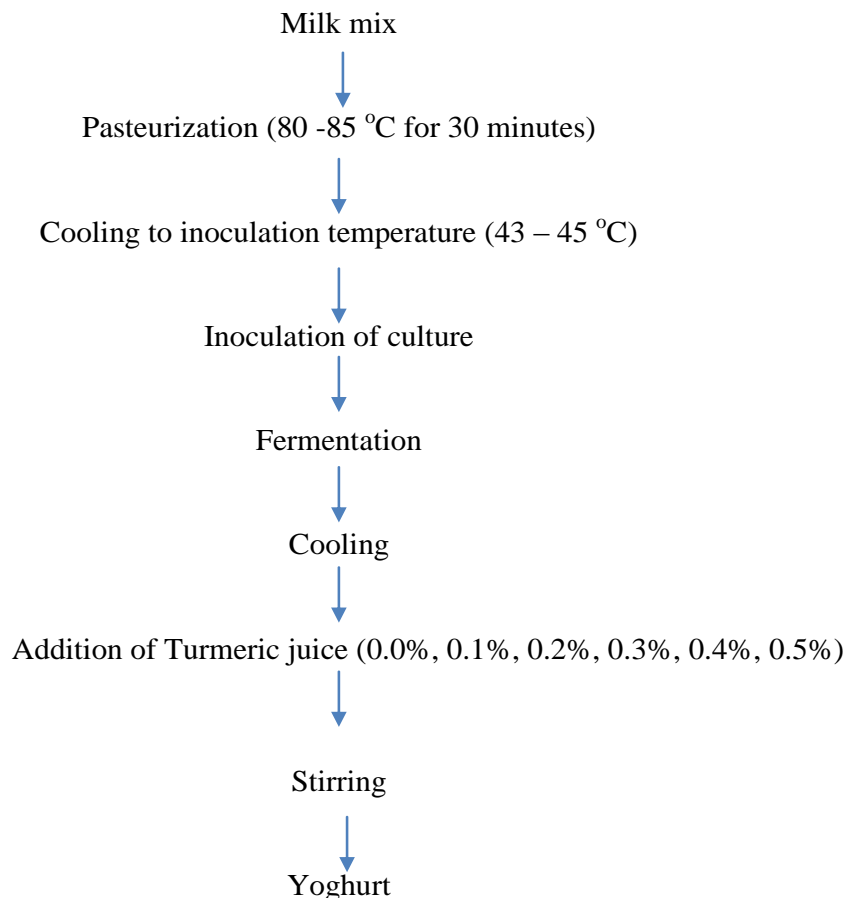 Milk mix
Pasteurization (80 -85 °C for 30 minutes)
Cooling to inoculation temperature (43 – 45 °C)
Inoculation of culture
Fermentation
Cooling
Addition of Turmeric juice (0.0%, 0.1%, 0.2%, 0.3%, 0.4%, 0.5%)
Stirring
Yoghurt